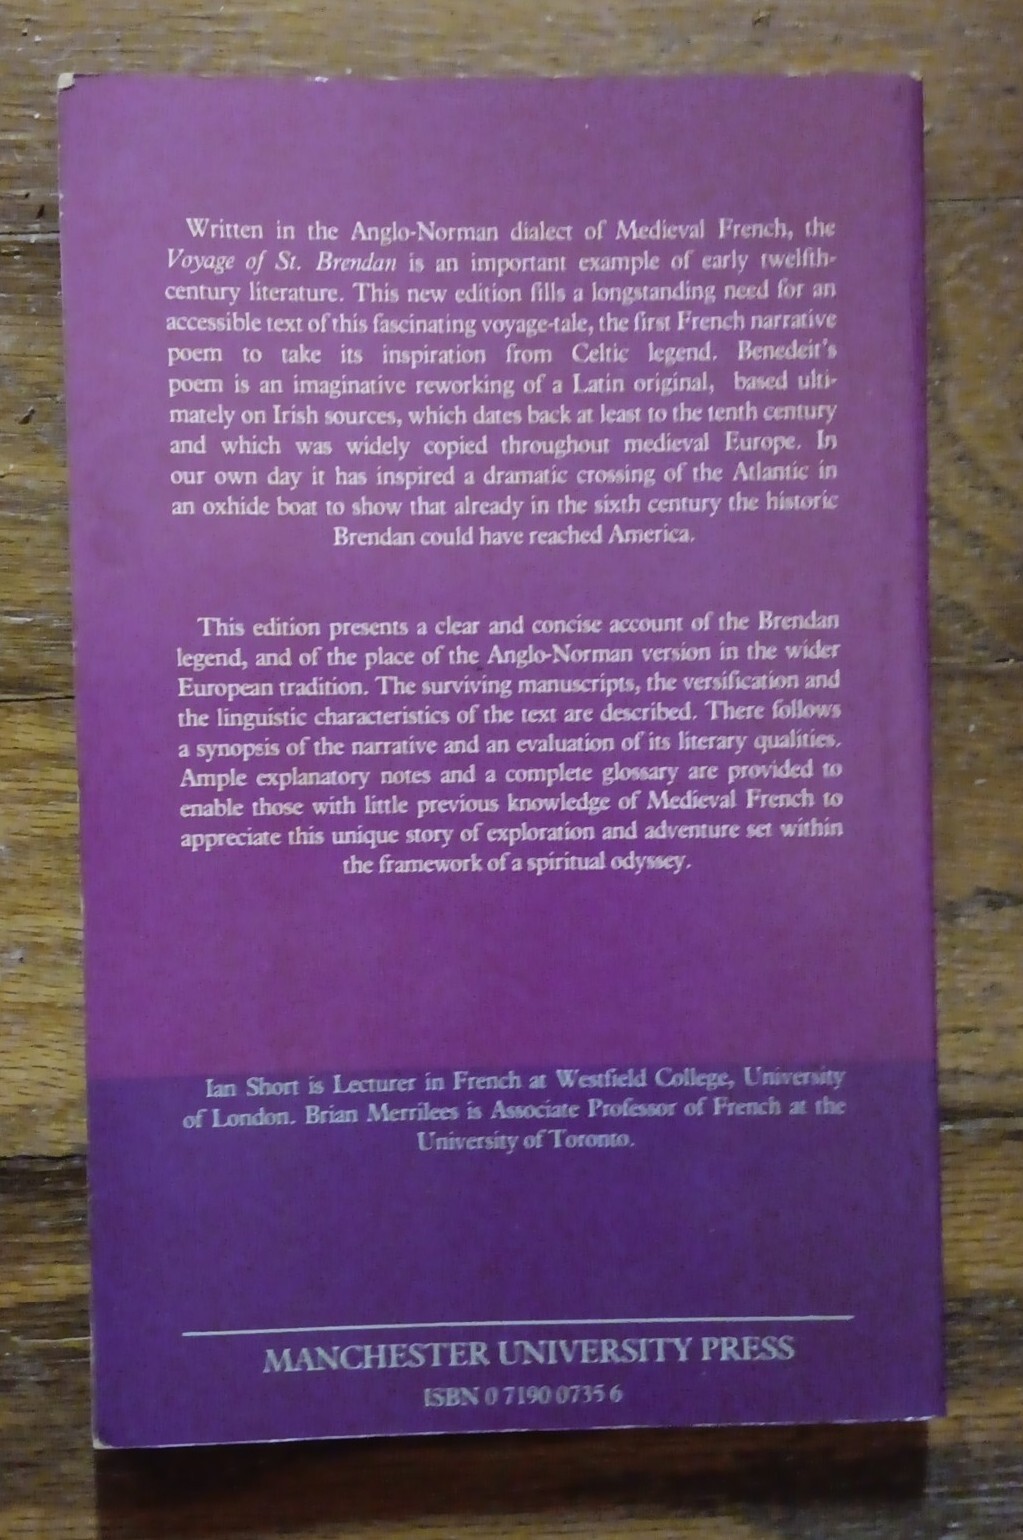 Written in the Anglo-Norman dialect of Medieval French, the
Voyage of St. Brendan is an important example of early twelfth-
century literature. This new edition fills a longstanding need for an
accessible text of this fascinating voyage-tale, the first French narrative
poem to take its inspiration from Celtic legend. Benedeit's
poem is an imaginative reworking of a Latin original, based ulti-
mately on Irish sources, which dates back at least to the tenth century
and which was widely copied throughout medieval Europe. In
our own day it has inspired a dramatic crossing of the Atlantic in
an oxhide boat to show that already in the sixth century the historic
Brendan could have reached America.
This edition presents a clear and concise account of the Brendan
legend, and of the place of the Anglo-Norman version in the wider
European tradition. The surviving manuscripts, the versification and
the linguistic characteristics of the text are described. There follows
a synopsis of the narrative and an evaluation of its literary qualities.
Ample explanatory notes and a complete glossary are provided to
enable those with little previous knowledge of Medieval French to
appreciate this unique story of exploration and adventure set within
the framework of a spiritual odyssey.
Ian Short is Lecturer in French at Westfield College, University
of London. Brian Merrilees is Associate Professor of French at the
University of Toronto.
MANCHESTER UNIVERSITY PRESS
ISBN 0 7190 0735 6